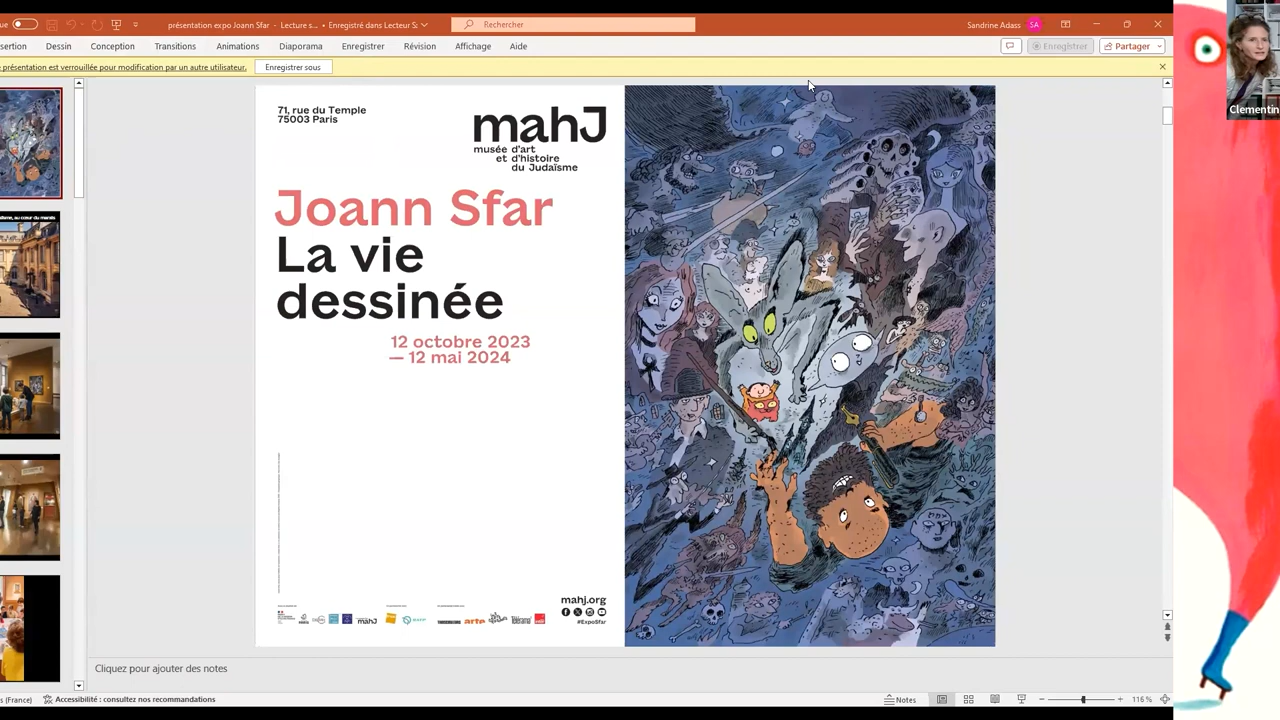 présentation expo Joann Sfar - Lecture s... • Enregistré dans Lecteur S:
Rechercher
Sandrine Adass
SA
Dessin
Conception
Transitions
Animations
Diaporama
Enregistrer
Révision
Affichage
Aide
Enregistrer
Partager
présentation est verrouillée pour modification par un autre utilisateur.
Enregistrer sous
Clementin
71, rue du Temple
75003 Paris
mahJ
musée d'art
et d'histoire
du Judaïsme
Joann Sfar
La vie
dessinée
12 octobre 2023
— 12 mai 2024
mahj.org
#ExpoSfar
mahJ
arte
Télérama
Cliquez pour ajouter des notes
(France)
Accessibilité : consultez nos recommandations
Notes
116 %